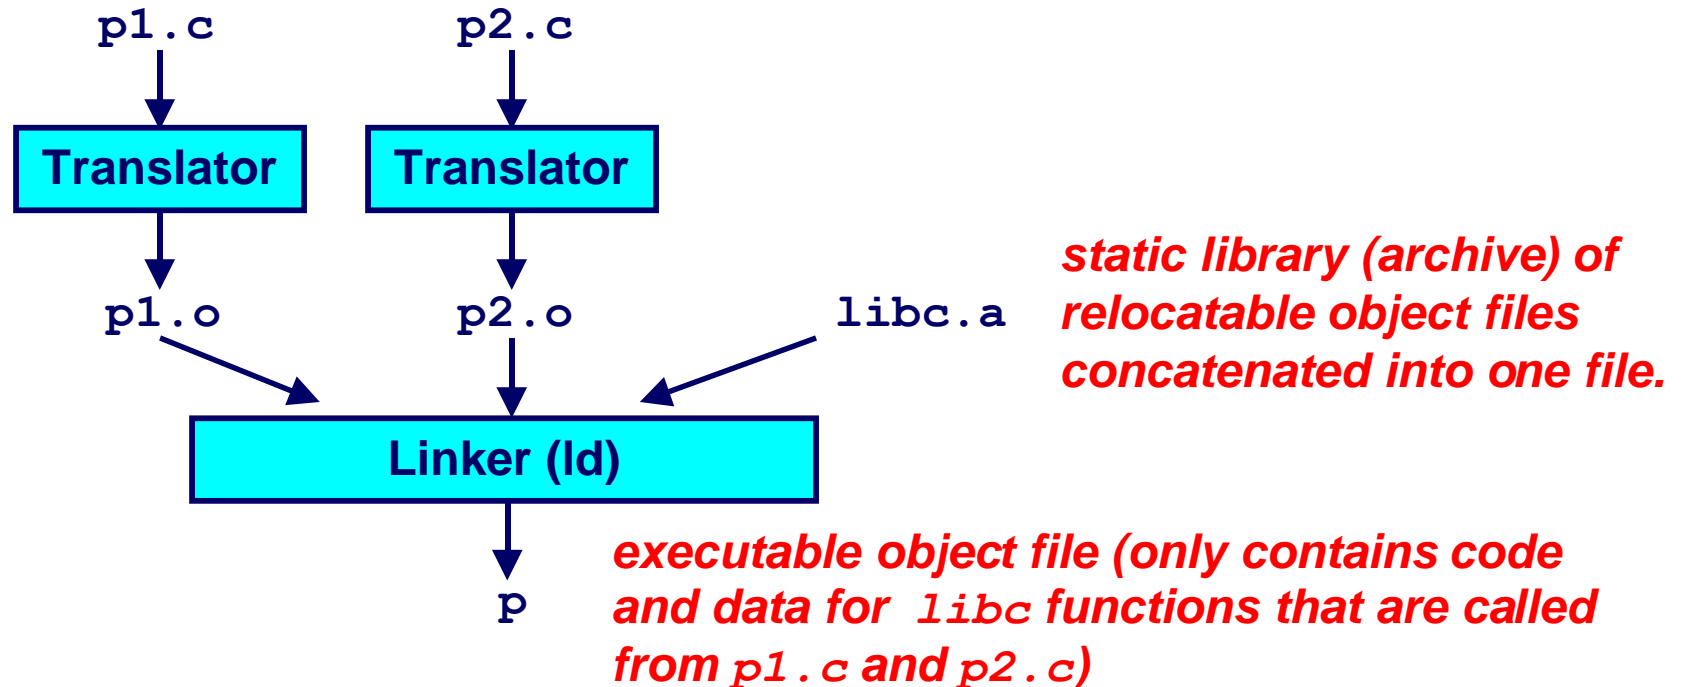 p1.c p2.c
Translator Translator
p1.o p2.o libc.a
static library (archive) of
relocatable object files
concatenated into one file.
Linker (ld)
p
executable object file (only contains code
and data for libc functions that are called
from p1.c and p2.c)